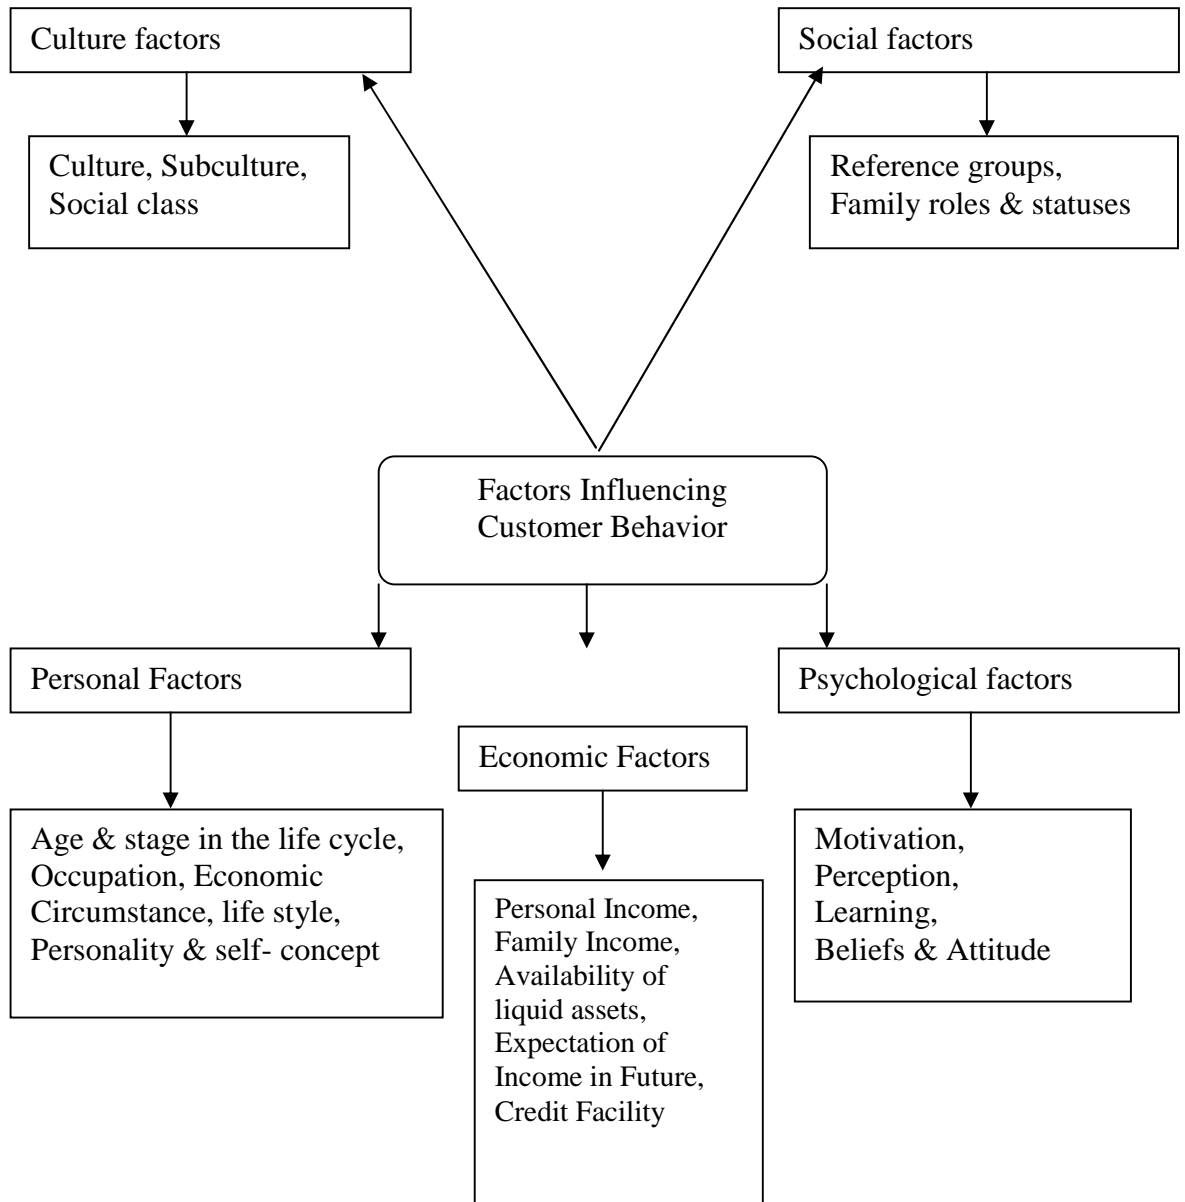 Culture factors
Social factors
Culture, Subculture,
Social class
Reference groups,
Family roles & statuses
Factors Influencing
Customer Behavior
Personal Factors
Psychological factors
Economic Factors
Age & stage in the life cycle,
Occupation, Economic
Circumstance, life style,
Personality & self- concept
Motivation,
Perception,
Learning,
Beliefs & Attitude
Personal Income,
Family Income,
Availability of
liquid assets,
Expectation of
Income in Future,
Credit Facility